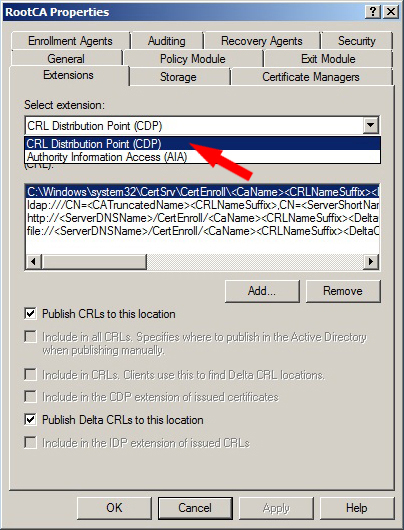 RootCA Properties
Enrollment Agents
Auditing
Recovery Agents
Security
General
Policy Module
Exit Module
Extensions
Storage
Certificate Managers
Select extension:
CRL Distribution Point (CDP)
CRL Distribution Point (CDP)
Authority Information Access (AIA)
(CRL).
C:\Windows\system32\CertSrv\CertEnroll\<CaName><CRLNameSuffix><
ldap:///CN=<CATruncatedName><CRLNameSuffix>,CN=<ServerShortNam
http://<ServerDNSName>/CertEnroll/<CaName><CRLNameSuffix><Delta
file://<ServerDNSName>/CertEnroll/<CaName><CRLNameSuffix><DeltaC
Add...
Remove
Publish CRLs to this location
Include in all CRLs. Specifies where to publish in the Active Directory
when publishing manually.
Include in CRLs. Clients use this to find Delta CRL locations.
Include in the CDP extension of issued certificates
Publish Delta CRLs to this location
Include in the IDP extension of issued CRLs
OK
Cancel
Apply
Help